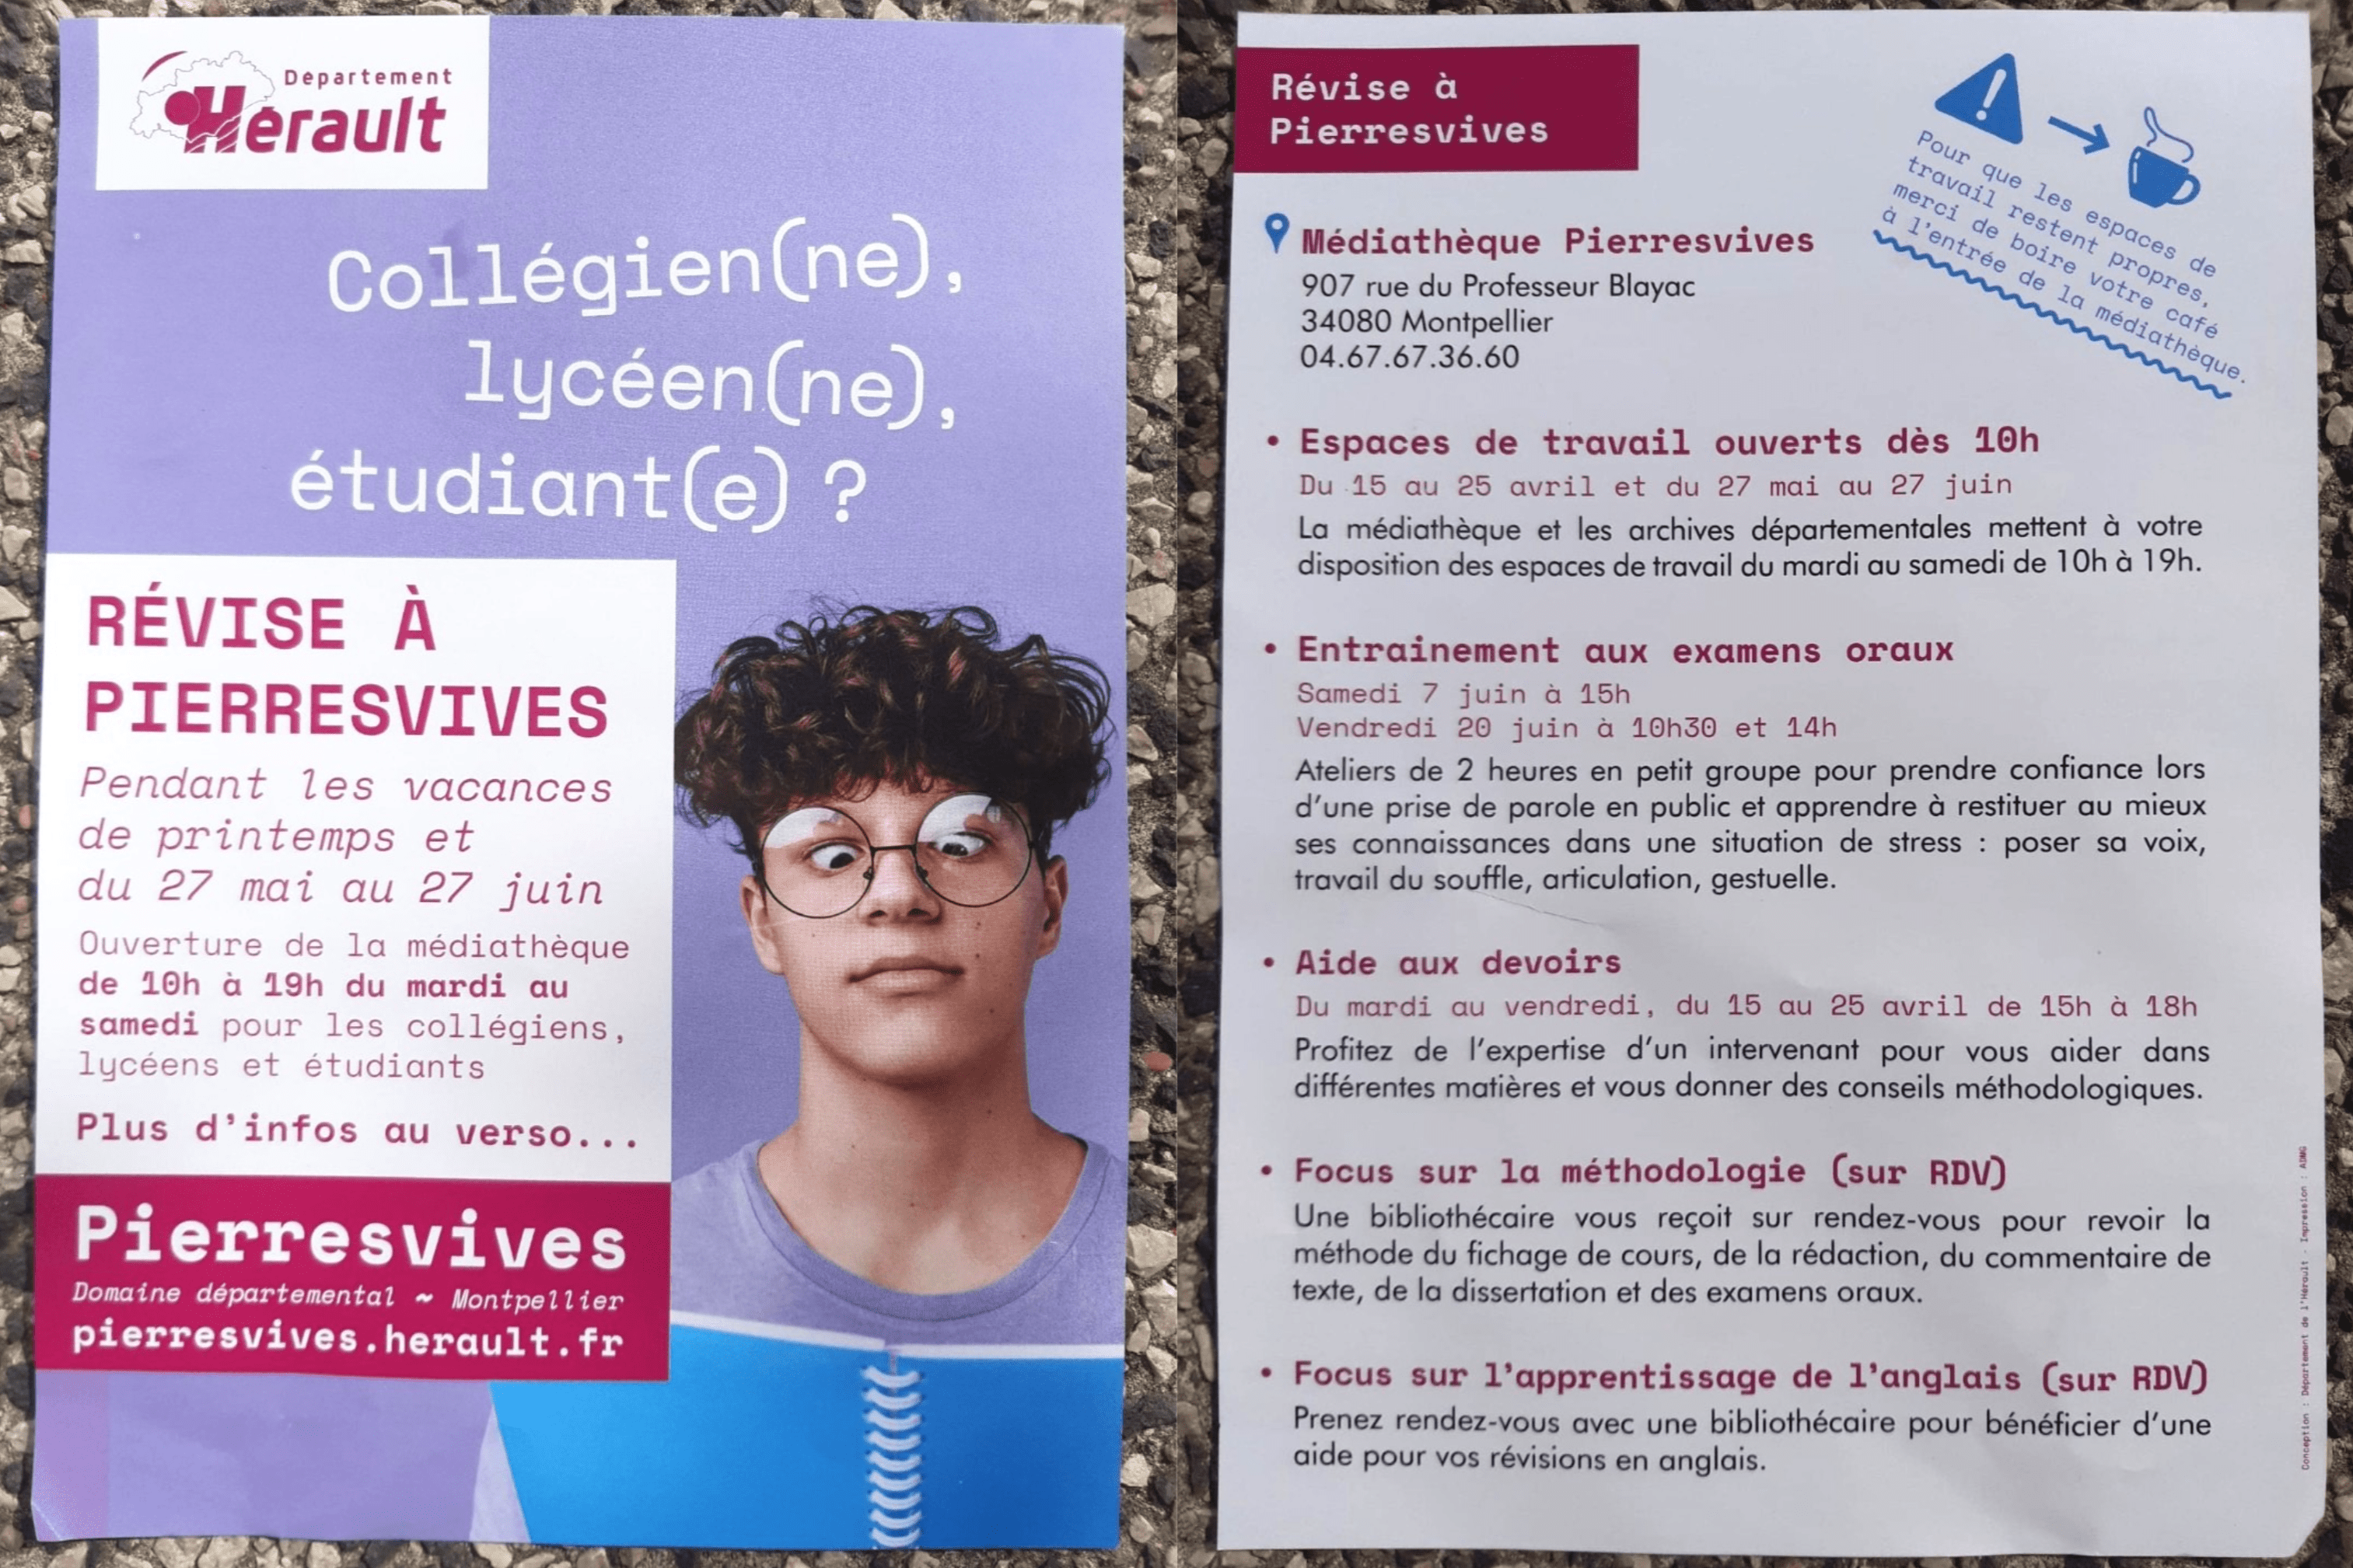 Département
Hérault
Collégien(ne),
lycéen(ne),
étudiant(e) ?
RÉVISE À
PIERRESVIVES
Pendant les vacances
de printemps et
du 27 mai au 27 juin
Ouverture de la médiathèque
de 10h à 19h du mardi au
samedi pour les collégiens,
lycéens et étudiants
Plus d'infos au verso...
Pierresvives
Domaine départemental ~ Montpellier
pierresvives.herault.fr
Révise à
Pierresvives
Pour que les espaces de
travail restent propres,
merci de boire votre café
à l'entrée de la médiathèque.
Médiathèque Pierresvives
907 rue du Professeur Blayac
34080 Montpellier
04.67.67.36.60
• Espaces de travail ouverts dès 10h
Du 15 au 25 avril et du 27 mai au 27 juin
La médiathèque et les archives départementales mettent à votre
disposition des espaces de travail du mardi au samedi de 10h à 19h.
• Entrainement aux examens oraux
Samedi 7 juin à 15h
Vendredi 20 juin à 10h30 et 14h
Ateliers de 2 heures en petit groupe pour prendre confiance lors
d'une prise de parole en public et apprendre à restituer au mieux
ses connaissances dans une situation de stress : poser sa voix,
travail du souffle, articulation, gestuelle.
• Aide aux devoirs
Du mardi au vendredi, du 15 au 25 avril de 15h à 18h
Profitez de l'expertise d'un intervenant pour vous aider dans
différentes matières et vous donner des conseils méthodologiques.
• Focus sur la méthodologie (sur RDV)
Une bibliothécaire vous reçoit sur rendez-vous pour revoir la
méthode du fichage de cours, de la rédaction, du commentaire de
texte, de la dissertation et des examens oraux.
• Focus sur l'apprentissage de l'anglais (sur RDV)
Prenez rendez-vous avec une bibliothécaire pour bénéficier d'une
aide pour vos révisions en anglais.
Conception : Département de l'Hérault - Impression : ADMG